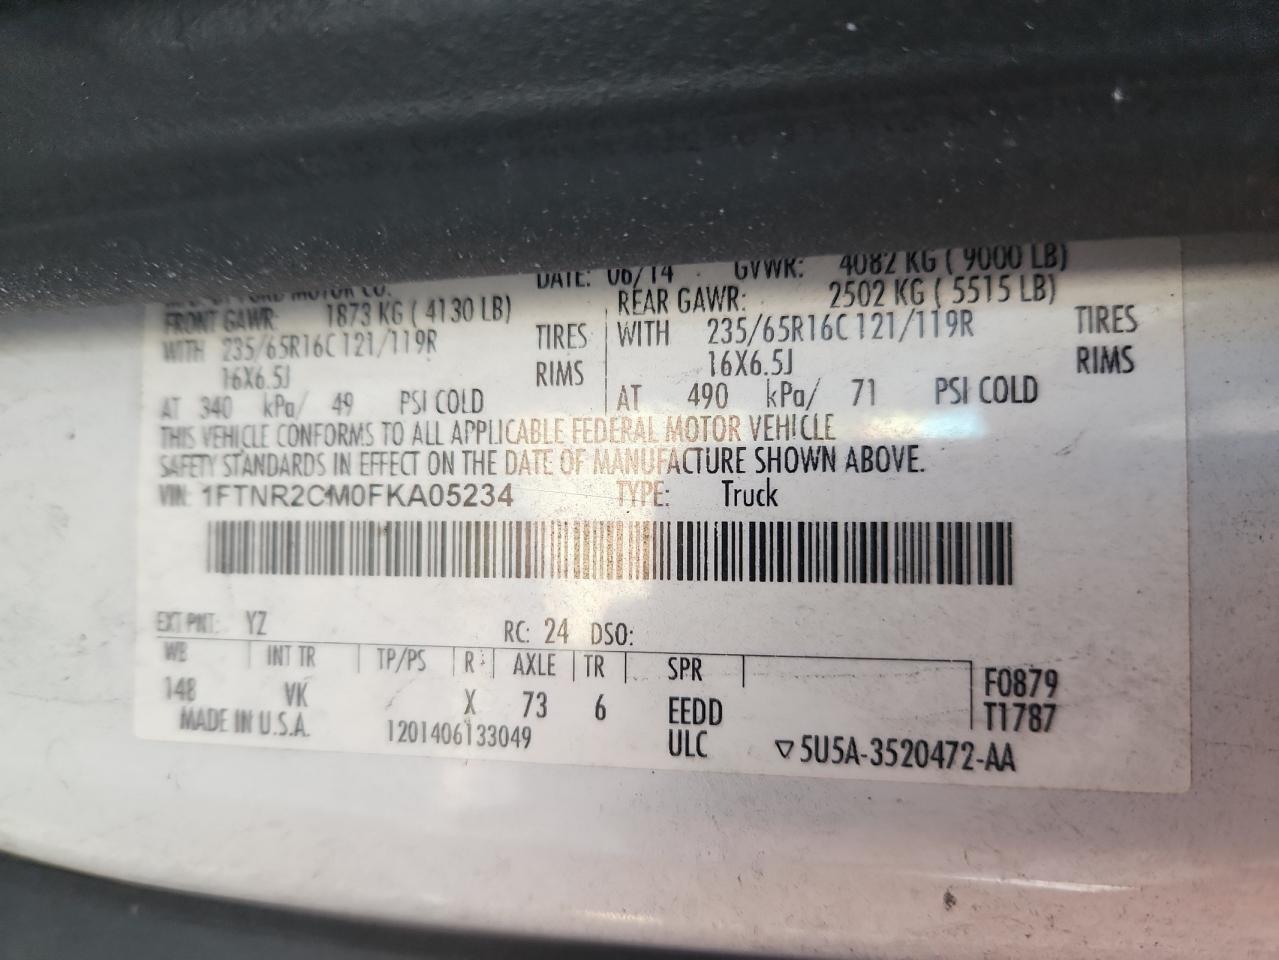 MFD. BY FORD MOTOR CO. DATE: 06/14 GVWR: 4082 KG ( 9000 LB)
FRONT GAWR: 1873 KG ( 4130 LB) REAR GAWR: 2502 KG ( 5515 LB)
WITH 235/65R16C 121/119R TIRES WITH 235/65R16C 121/119R TIRES
16X6.5J RIMS 16X6.5J RIMS
AT 340 kPa/ 49 PSI COLD AT 490 kPa/ 71 PSI COLD
THIS VEHICLE CONFORMS TO ALL APPLICABLE FEDERAL MOTOR VEHICLE
SAFETY STANDARDS IN EFFECT ON THE DATE OF MANUFACTURE SHOWN ABOVE.
VIN: 1FTNR2CM0FKA05234 TYPE: Truck
EXT PNT: YZ RC: 24 DSO:
WB INT TR TP/PS R AXLE TR SPR F0879
148 VK X 73 6 EEDD T1787
MADE IN U.S.A. 1201406133049 ULC ▽5U5A-3520472-AA